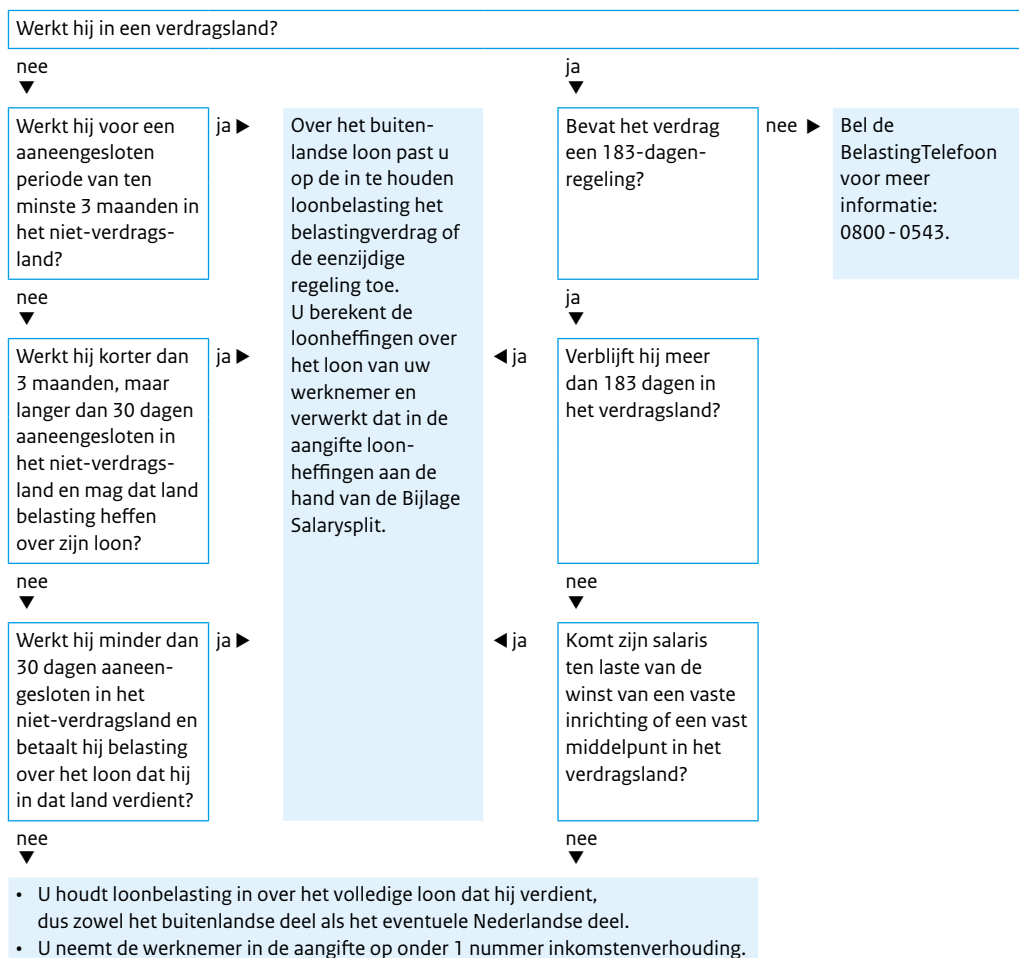 Werkt hij in een verdragsland?
nee
▼
ja
▼
Werkt hij voor een
aaneengesloten
periode van ten
minste 3 maanden in
het niet-verdrags-
land?
ja ▶
Over het buiten-
landse loon past u
op de in te houden
loonbelasting het
belastingverdrag of
de eenzijdige
regeling toe.
U berekent de
loonheffingen over
het loon van uw
werknemer en
verwerkt dat in de
aangifte loon-
heffingen aan de
hand van de Bijlage
Salarysplit.
Bevat het verdrag
een 183-dagen-
regeling?
nee ▶
Bel de
BelastingTelefoon
voor meer
informatie:
0800 - 0543.
nee
▼
ja
▼
Werkt hij korter dan
3 maanden, maar
langer dan 30 dagen
aaneengesloten in
het niet-verdrags-
land en mag dat land
belasting heffen
over zijn loon?
ja ▶
◀ ja
Verblijft hij meer
dan 183 dagen in
het verdragsland?
nee
▼
nee
▼
Werkt hij minder dan
30 dagen aaneen-
gesloten in het
niet-verdragsland en
betaalt hij belasting
over het loon dat hij
in dat land verdient?
ja ▶
◀ ja
Komt zijn salaris
ten laste van de
winst van een vaste
inrichting of een vast
middelpunt in het
verdragsland?
nee
▼
nee
▼
• U houdt loonbelasting in over het volledige loon dat hij verdient,
dus zowel het buitenlandse deel als het eventuele Nederlandse deel.
• U neemt de werknemer in de aangifte op onder 1 nummer inkomstenverhouding.